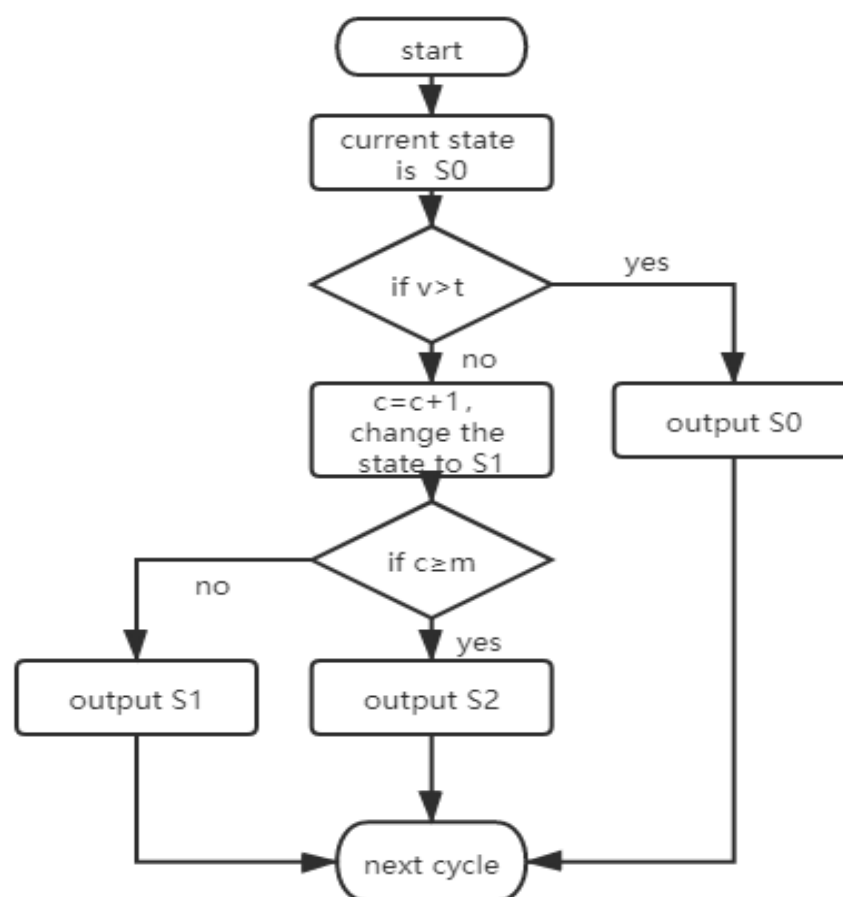 start
current state
is S0
if v>t
yes
no
c=c+1,
change the
state to S1
output S0
if c≥m
no
yes
output S1
output S2
next cycle